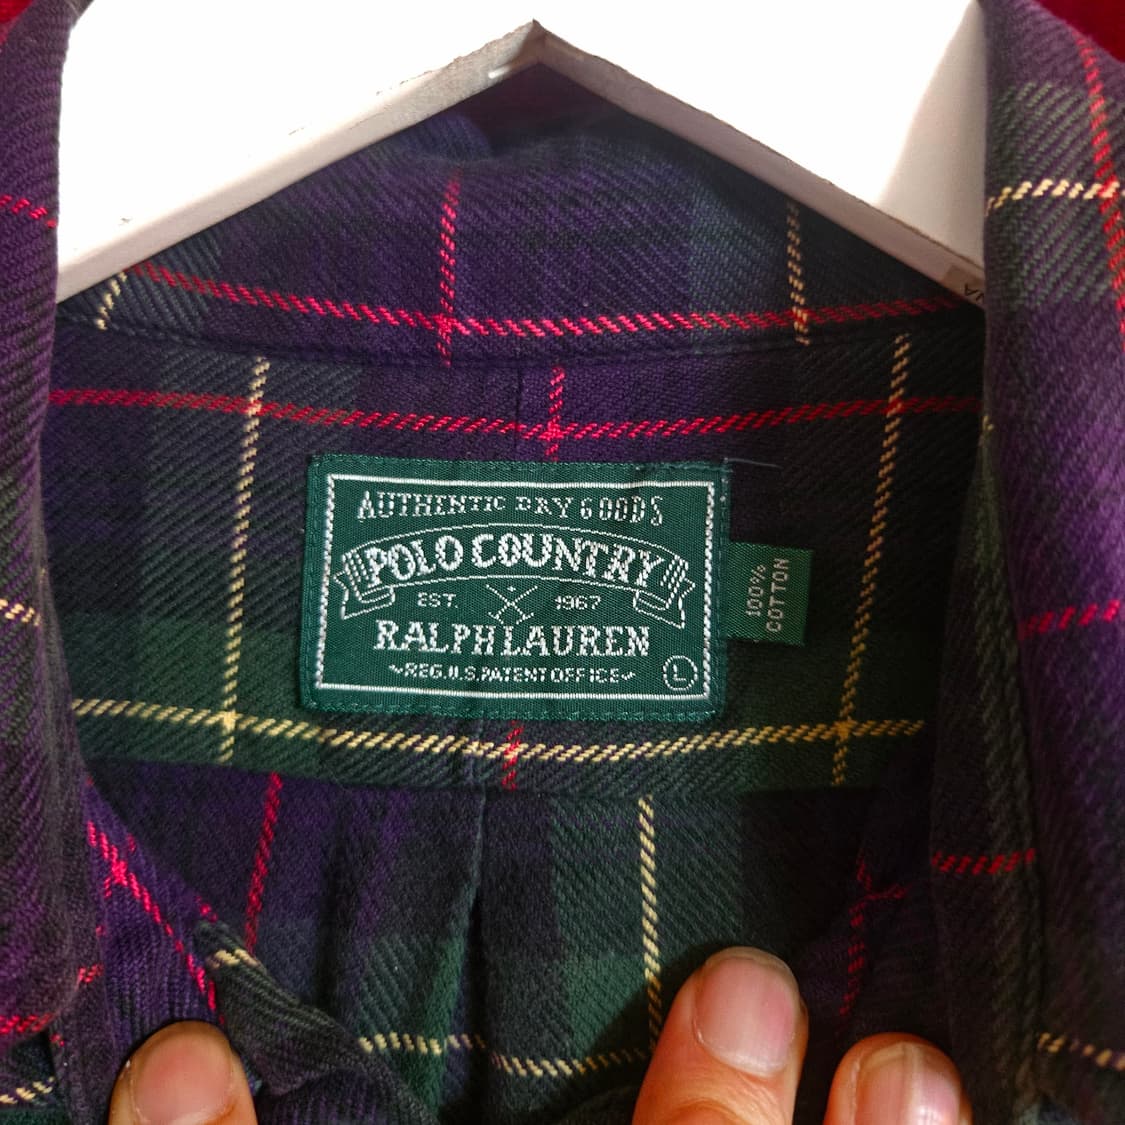 AUTHENTIC DRY GOODS
POLO COUNTRY
EST. 1967
RALPH LAUREN
REG. U.S. PATENT OFFICE
L
100%
COTTON